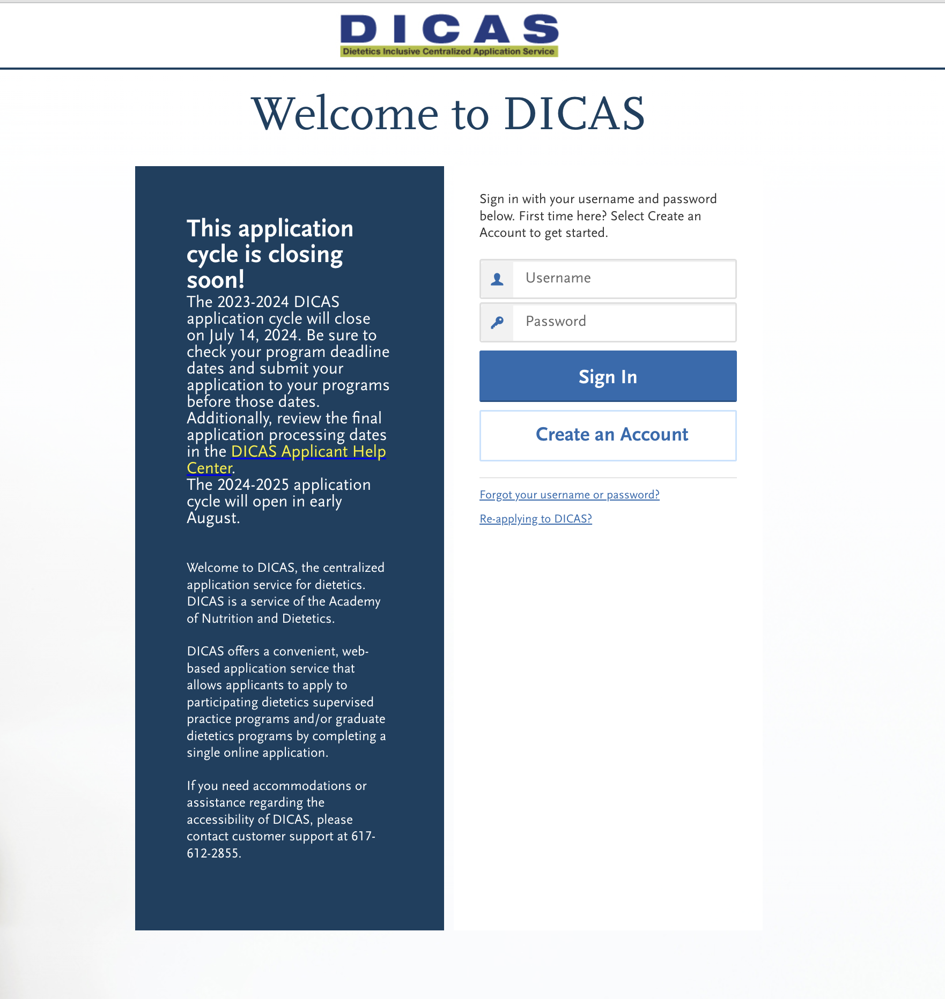 DICAS
Dietetics Inclusive Centralized Application Service
Welcome to DICAS
This application
cycle is closing
soon!
The 2023-2024 DICAS
application cycle will close
on July 14, 2024. Be sure to
check your program deadline
dates and submit your
application to your programs
before those dates.
Additionally, review the final
application processing dates
in the DICAS Applicant Help
Center.
The 2024-2025 application
cycle will open in early
August.
Welcome to DICAS, the centralized
application service for dietetics.
DICAS is a service of the Academy
of Nutrition and Dietetics.
DICAS offers a convenient, web-
based application service that
allows applicants to apply to
participating dietetics supervised
practice programs and/or graduate
dietetics programs by completing a
single online application.
If you need accommodations or
assistance regarding the
accessibility of DICAS, please
contact customer support at 617-
612-2855.
Sign in with your username and password
below. First time here? Select Create an
Account to get started.
Username
Password
Sign In
Create an Account
Forgot your username or password?
Re-applying to DICAS?